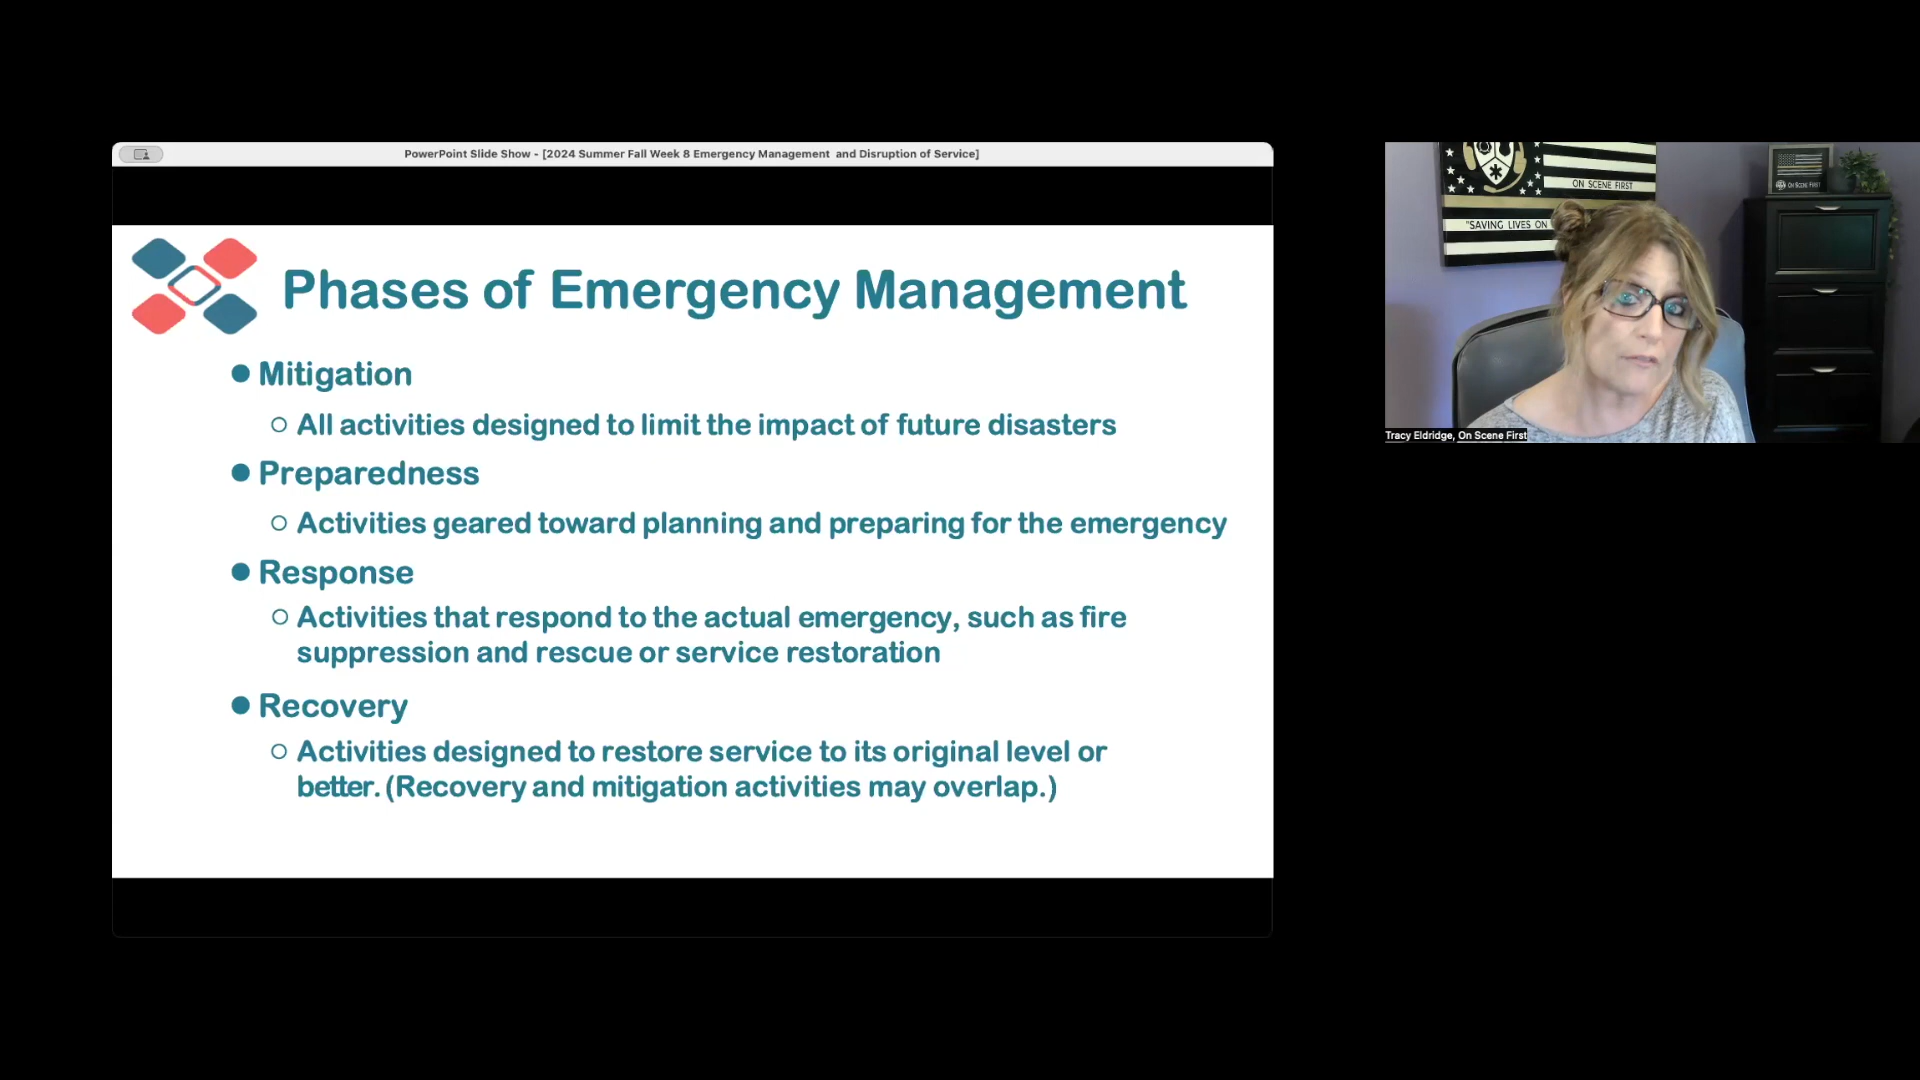 PowerPoint Slide Show - [2024 Summer Fall Week 8 Emergency Management and Disruption of Service]
Phases of Emergency Management
Mitigation
All activities designed to limit the impact of future disasters
Preparedness
Activities geared toward planning and preparing for the emergency
Response
Activities that respond to the actual emergency, such as fire
suppression and rescue or service restoration
Recovery
Activities designed to restore service to its original level or
better. (Recovery and mitigation activities may overlap.)
ON SCENE FIRST
"SAVING LIVES ON
ON SCENE FIRST
Tracy Eldridge, On Scene First